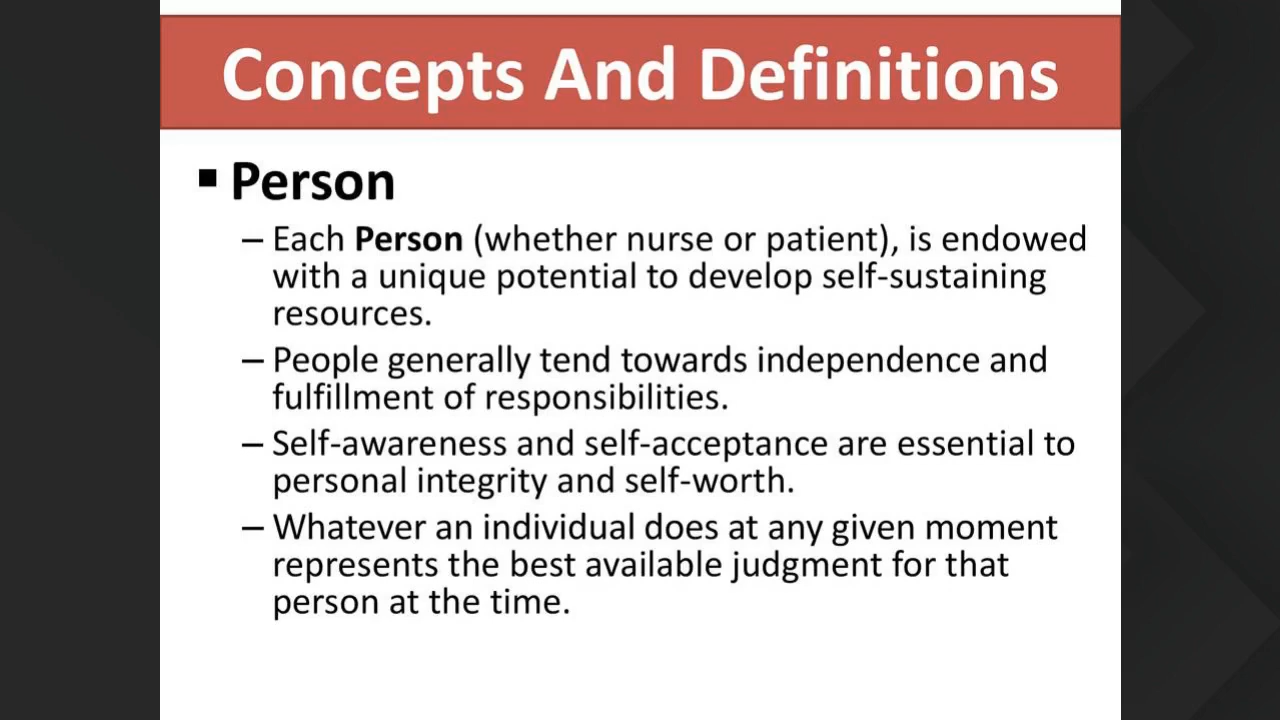 Concepts And Definitions
▪ Person
– Each Person (whether nurse or patient), is endowed
with a unique potential to develop self-sustaining
resources.
– People generally tend towards independence and
fulfillment of responsibilities.
– Self-awareness and self-acceptance are essential to
personal integrity and self-worth.
– Whatever an individual does at any given moment
represents the best available judgment for that
person at the time.